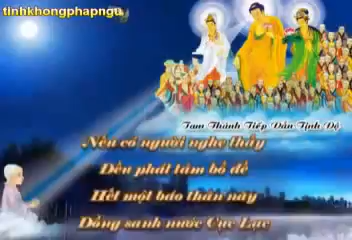 tinhkhongphapngu
Tam Thánh Tiếp Dẫn Tịnh Độ
Nếu có người nghe thấy
Đều phát tâm bồ đề
Hết một báo thân này
Đồng sanh nước Cực Lạc